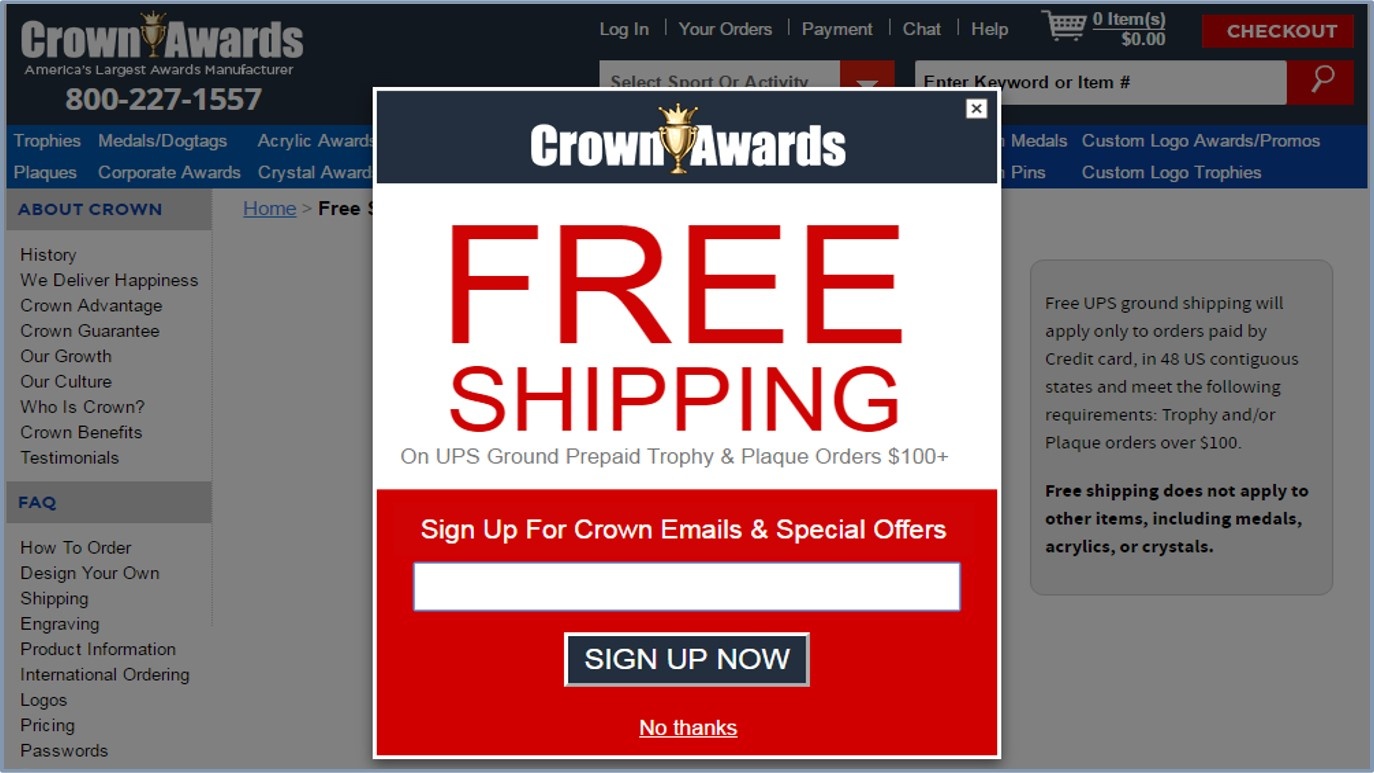 Crown Awards
America's Largest Awards Manufacturer
800-227-1557
Log In | Your Orders | Payment | Chat | Help
0 Item(s)
$0.00
CHECKOUT
Select Sport Or Activity
Enter Keyword or Item #
Trophies Medals/Dogtags Acrylic Awards Medals Custom Logo Awards/Promos
Plaques Corporate Awards Crystal Award Pins Custom Logo Trophies
ABOUT CROWN
History
We Deliver Happiness
Crown Advantage
Crown Guarantee
Our Growth
Our Culture
Who Is Crown?
Crown Benefits
Testimonials
FAQ
How To Order
Design Your Own
Shipping
Engraving
Product Information
International Ordering
Logos
Pricing
Passwords
Home > Free
Crown Awards
FREE
SHIPPING
On UPS Ground Prepaid Trophy & Plaque Orders $100+
Sign Up For Crown Emails & Special Offers
SIGN UP NOW
No thanks
Free UPS ground shipping will
apply only to orders paid by
Credit card, in 48 US contiguous
states and meet the following
requirements: Trophy and/or
Plaque orders over $100.
Free shipping does not apply to
other items, including medals,
acrylics, or crystals.